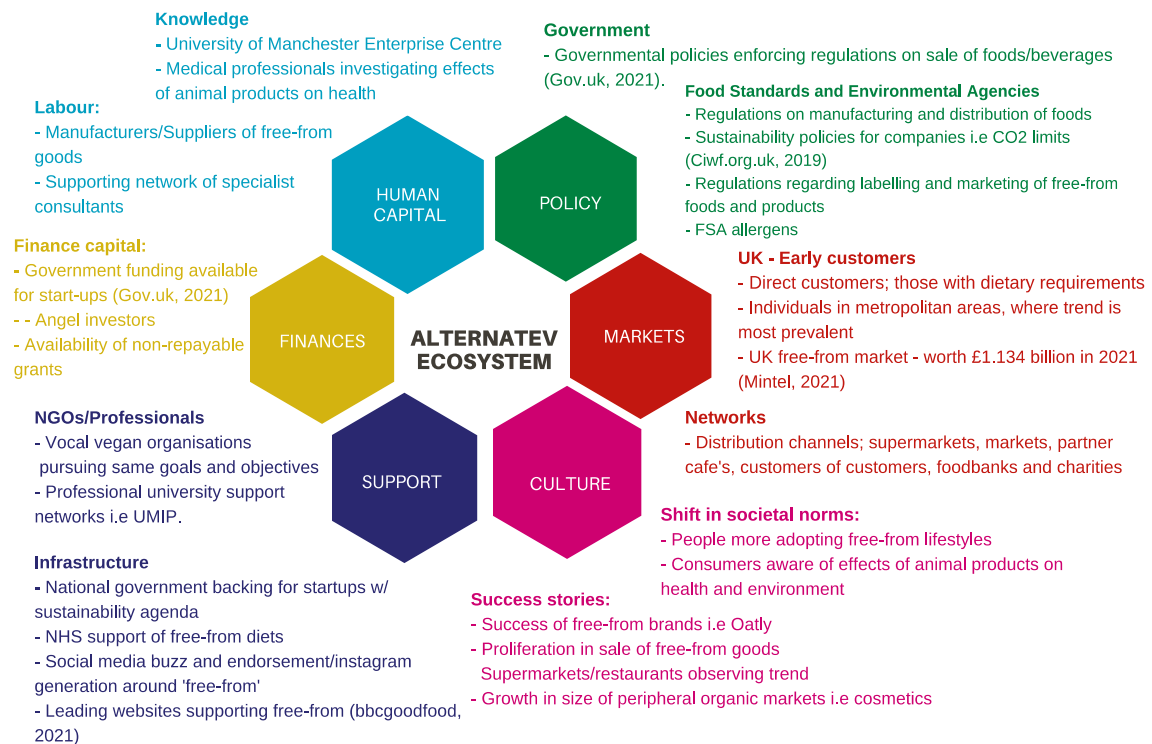 Knowledge
- University of Manchester Enterprise Centre
- Medical professionals investigating effects
of animal products on health
Labour:
- Manufacturers/Suppliers of free-from
goods
- Supporting network of specialist
consultants
Government
- Governmental policies enforcing regulations on sale of foods/beverages
(Gov.uk, 2021).
Food Standards and Environmental Agencies
- Regulations on manufacturing and distribution of foods
- Sustainability policies for companies i.e CO2 limits
(Ciwf.org.uk, 2019)
- Regulations regarding labelling and marketing of free-from
foods and products
- FSA allergens
HUMAN
CAPITAL
POLICY
Finance capital:
- Government funding available
for start-ups (Gov.uk, 2021)
- - Angel investors
- Availability of non-repayable
grants
FINANCES
ALTERNATEV
ECOSYSTEM
MARKETS
UK - Early customers
- Direct customers; those with dietary requirements
- Individuals in metropolitan areas, where trend is
most prevalent
- UK free-from market - worth £1.134 billion in 2021
(Mintel, 2021)
Networks
- Distribution channels; supermarkets, markets, partner
cafe's, customers of customers, foodbanks and charities
NGOs/Professionals
- Vocal vegan organisations
pursuing same goals and objectives
- Professional university support
networks i.e UMIP.
SUPPORT
CULTURE
Infrastructure
- National government backing for startups w/
sustainability agenda
- NHS support of free-from diets
- Social media buzz and endorsement/instagram
generation around 'free-from'
- Leading websites supporting free-from (bbcgoodfood,
2021)
Shift in societal norms:
- People more adopting free-from lifestyles
- Consumers aware of effects of animal products on
health and environment
Success stories:
- Success of free-from brands i.e Oatly
- Proliferation in sale of free-from goods
Supermarkets/restaurants observing trend
- Growth in size of peripheral organic markets i.e cosmetics